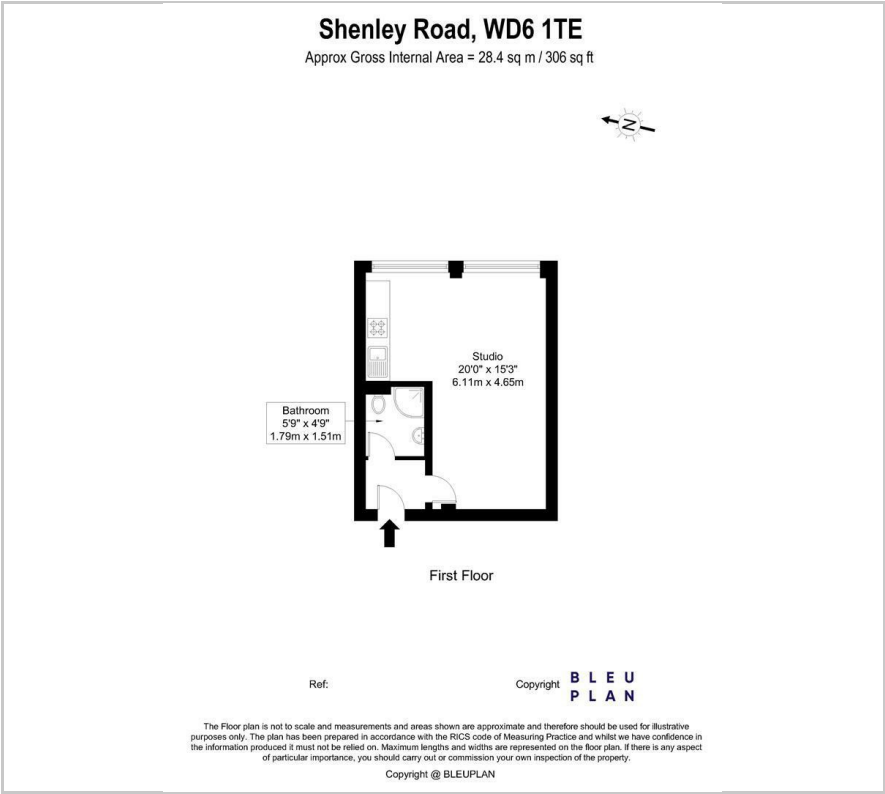 Shenley Road, WD6 1TE
Approx Gross Internal Area = 28.4 sq m / 306 sq ft
N
Studio
20'0" x 15'3"
6.11m x 4.65m
Bathroom
5'9" x 4'9"
1.79m x 1.51m
First Floor
Ref:
Copyright
BLEU
PLAN
The Floor plan is not to scale and measurements and areas shown are approximate and therefore should be used for illustrative
purposes only. The plan has been prepared in accordance with the RICS code of Measuring Practice and whilst we have confidence in
the information produced it must not be relied on. Maximum lengths and widths are represented on the floor plan. If there is any aspect
of particular importance, you should carry out or commission your own inspection of the property.
Copyright @ BLEUPLAN